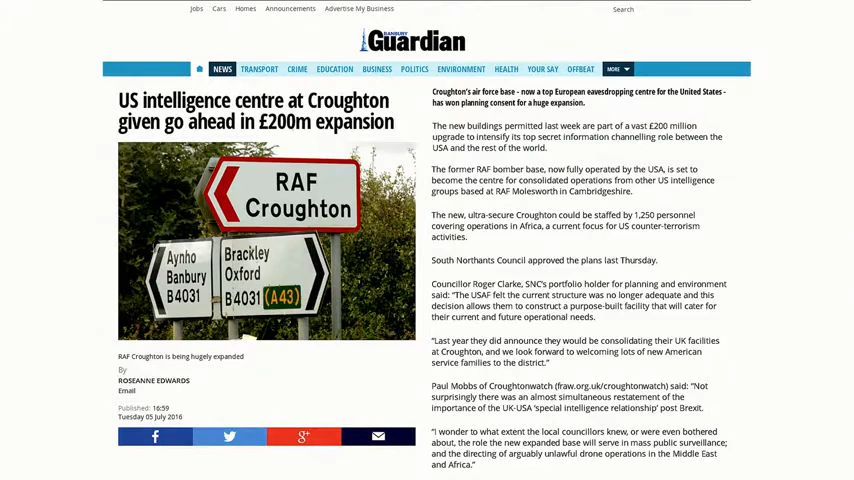 Jobs Cars Homes Announcements Advertise My Business Search
BANBURY
Guardian
NEWS TRANSPORT CRIME EDUCATION BUSINESS POLITICS ENVIRONMENT HEALTH YOUR SAY OFFBEAT MORE
US intelligence centre at Croughton
given go ahead in £200m expansion
RAF
Croughton
Aynho
Banbury
B4031
Brackley
Oxford
B4031 (A43)
RAF Croughton is being hugely expanded
By
ROSEANNE EDWARDS
Email
Published: 16:59
Tuesday 05 July 2016
f
g+
Croughton's air force base - now a top European eavesdropping centre for the United States -
has won planning consent for a huge expansion.
The new buildings permitted last week are part of a vast £200 million
upgrade to intensify its top secret information channelling role between the
USA and the rest of the world.
The former RAF bomber base, now fully operated by the USA, is set to
become the centre for consolidated operations from other US intelligence
groups based at RAF Molesworth in Cambridgeshire.
The new, ultra-secure Croughton could be staffed by 1,250 personnel
covering operations in Africa, a current focus for US counter-terrorism
activities.
South Northants Council approved the plans last Thursday.
Councillor Roger Clarke, SNC's portfolio holder for planning and environment
said: “The USAF felt the current structure was no longer adequate and this
decision allows them to construct a purpose-built facility that will cater for
their current and future operational needs.
“Last year they did announce they would be consolidating their UK facilities
at Croughton, and we look forward to welcoming lots of new American
service families to the district.”
Paul Mobbs of Croughtonwatch (fraw.org.uk/croughtonwatch) said: “Not
surprisingly there was an almost simultaneous restatement of the
importance of the UK-USA ‘special intelligence relationship’ post Brexit.
“I wonder to what extent the local councillors knew, or were even bothered
about, the role the new expanded base will serve in mass public surveillance;
and the directing of arguably unlawful drone operations in the Middle East
and Africa.”